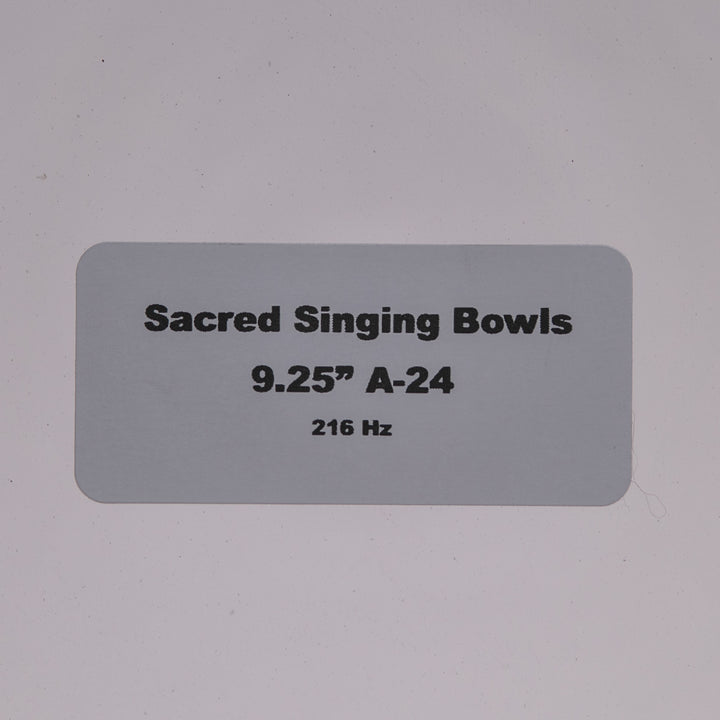 Sacred Singing Bowls
9.25” A-24
216 Hz